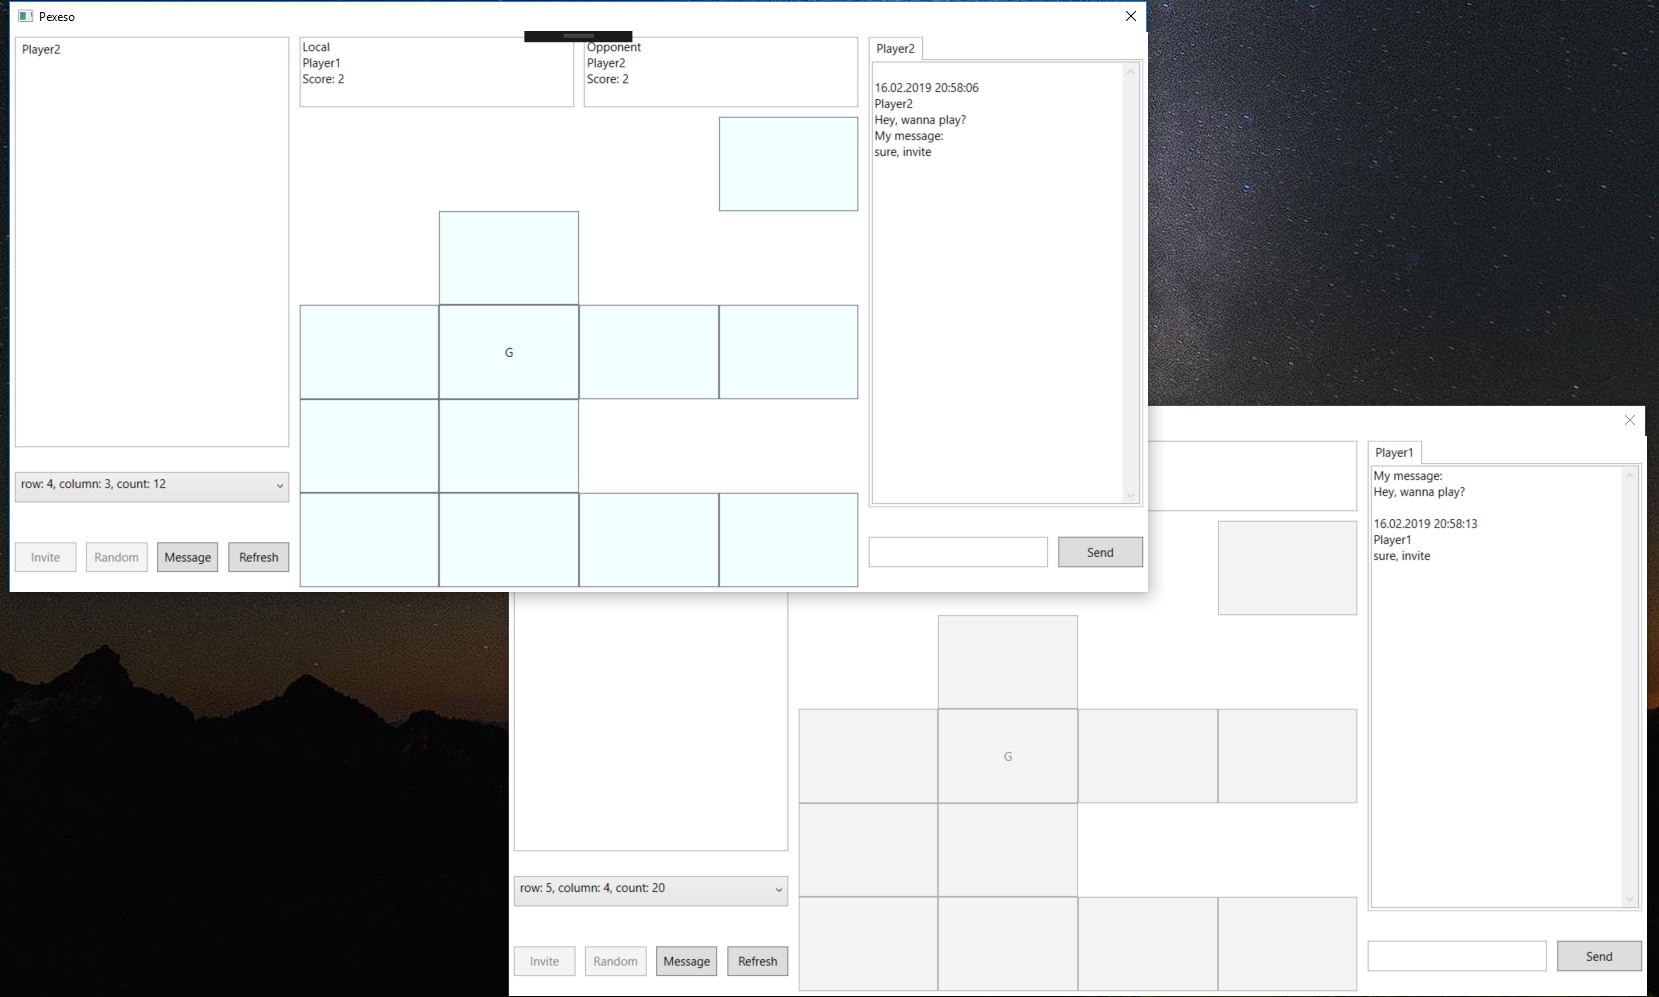 Pexeso
Player2
Local
Player1
Score: 2
Opponent
Player2
Score: 2
Player2
16.02.2019 20:58:06
Player2
Hey, wanna play?
My message:
sure, invite
G
row: 4, column: 3, count: 12
Invite
Random
Message
Refresh
Send
Player1
My message:
Hey, wanna play?
16.02.2019 20:58:13
Player1
sure, invite
G
row: 5, column: 4, count: 20
Invite
Random
Message
Refresh
Send